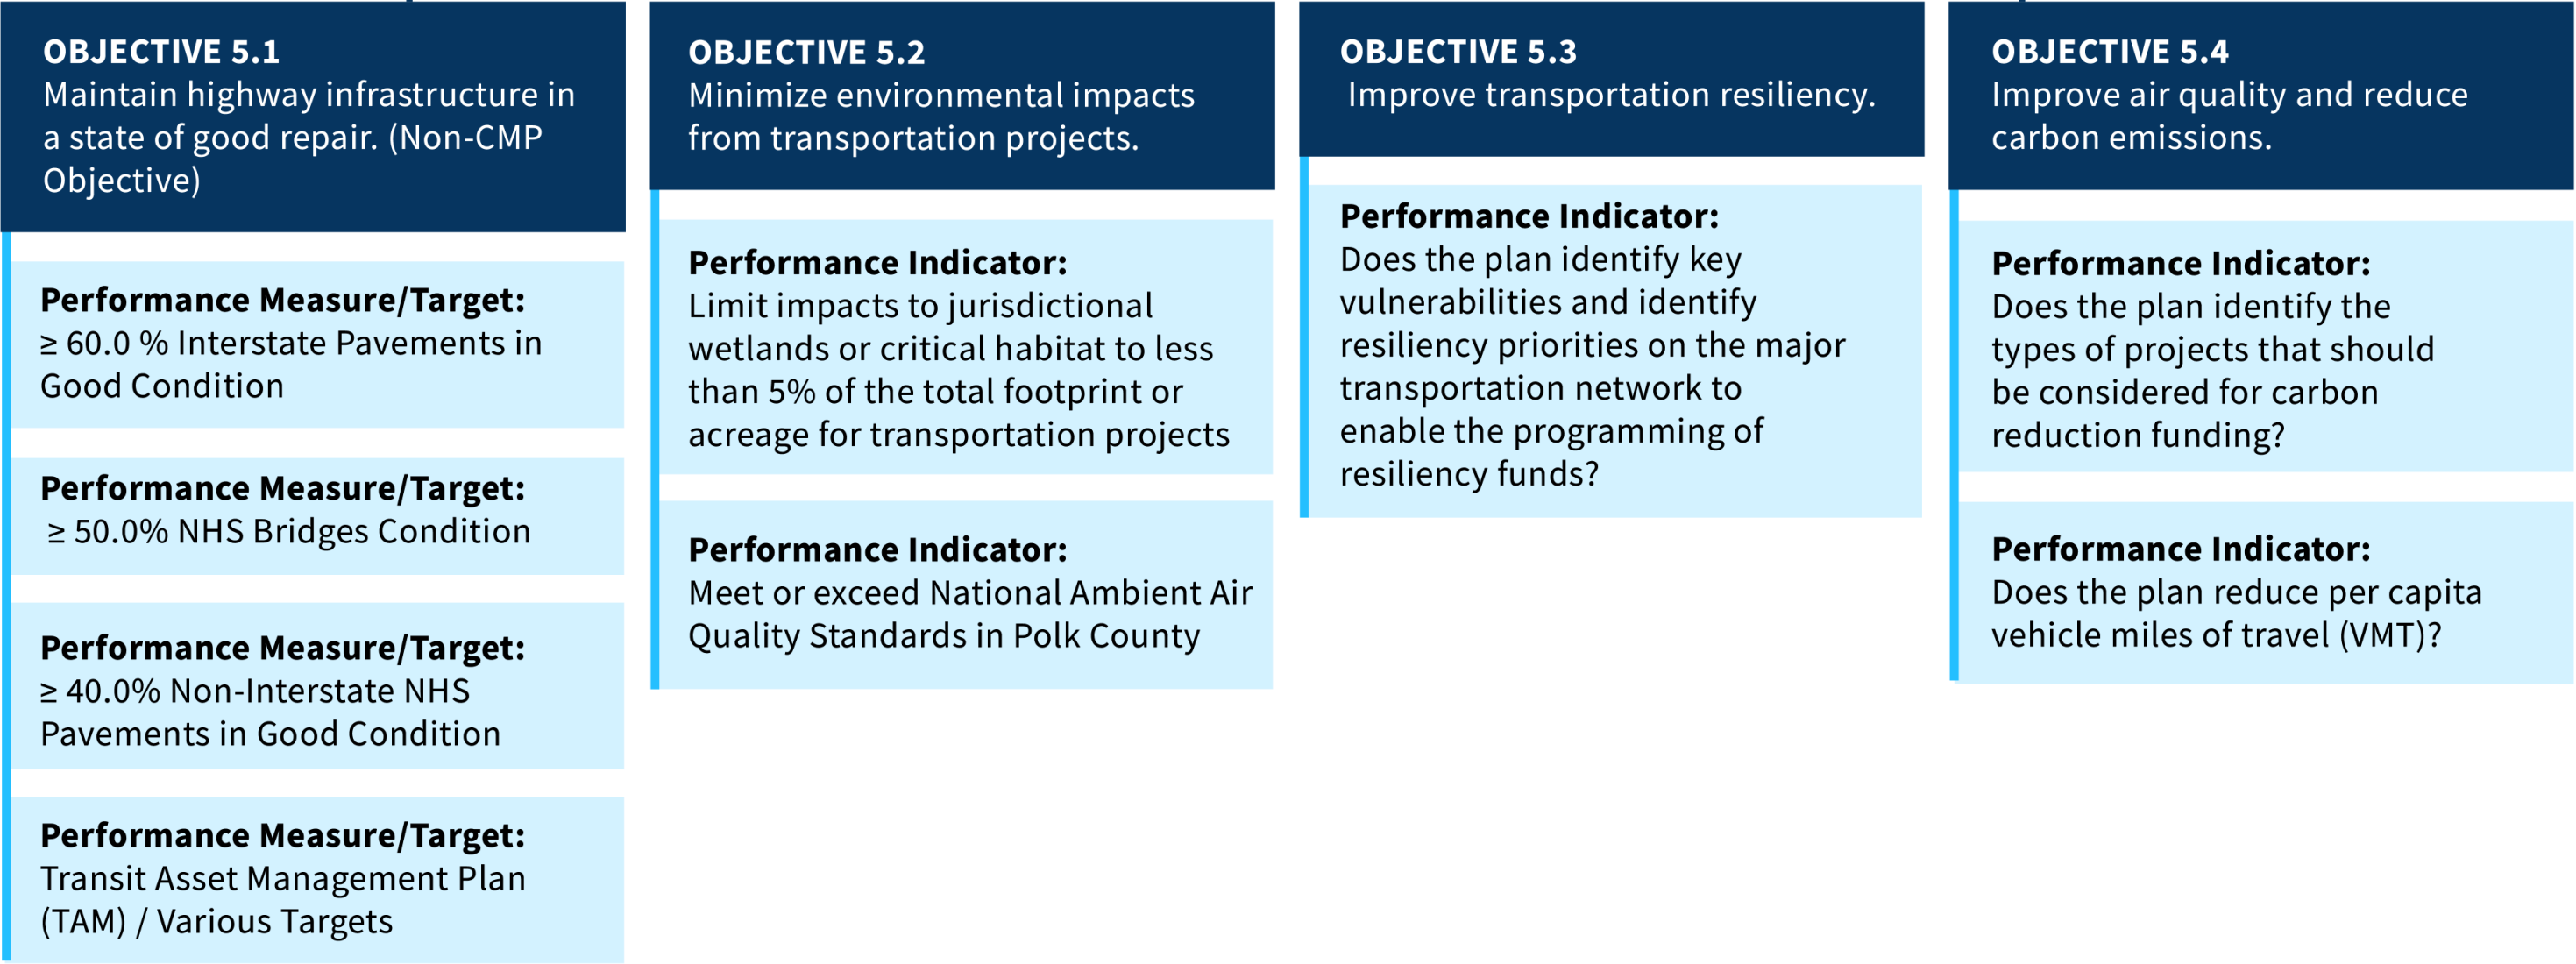 OBJECTIVE 5.1
Maintain highway infrastructure in
a state of good repair. (Non-CMP
Objective)
Performance Measure/Target:
≥ 60.0 % Interstate Pavements in
Good Condition
Performance Measure/Target:
≥ 50.0% NHS Bridges Condition
Performance Measure/Target:
≥ 40.0% Non-Interstate NHS
Pavements in Good Condition
Performance Measure/Target:
Transit Asset Management Plan
(TAM) / Various Targets
OBJECTIVE 5.2
Minimize environmental impacts
from transportation projects.
Performance Indicator:
Limit impacts to jurisdictional
wetlands or critical habitat to less
than 5% of the total footprint or
acreage for transportation projects
Performance Indicator:
Meet or exceed National Ambient Air
Quality Standards in Polk County
OBJECTIVE 5.3
Improve transportation resiliency.
Performance Indicator:
Does the plan identify key
vulnerabilities and identify
resiliency priorities on the major
transportation network to
enable the programming of
resiliency funds?
OBJECTIVE 5.4
Improve air quality and reduce
carbon emissions.
Performance Indicator:
Does the plan identify the
types of projects that should
be considered for carbon
reduction funding?
Performance Indicator:
Does the plan reduce per capita
vehicle miles of travel (VMT)?